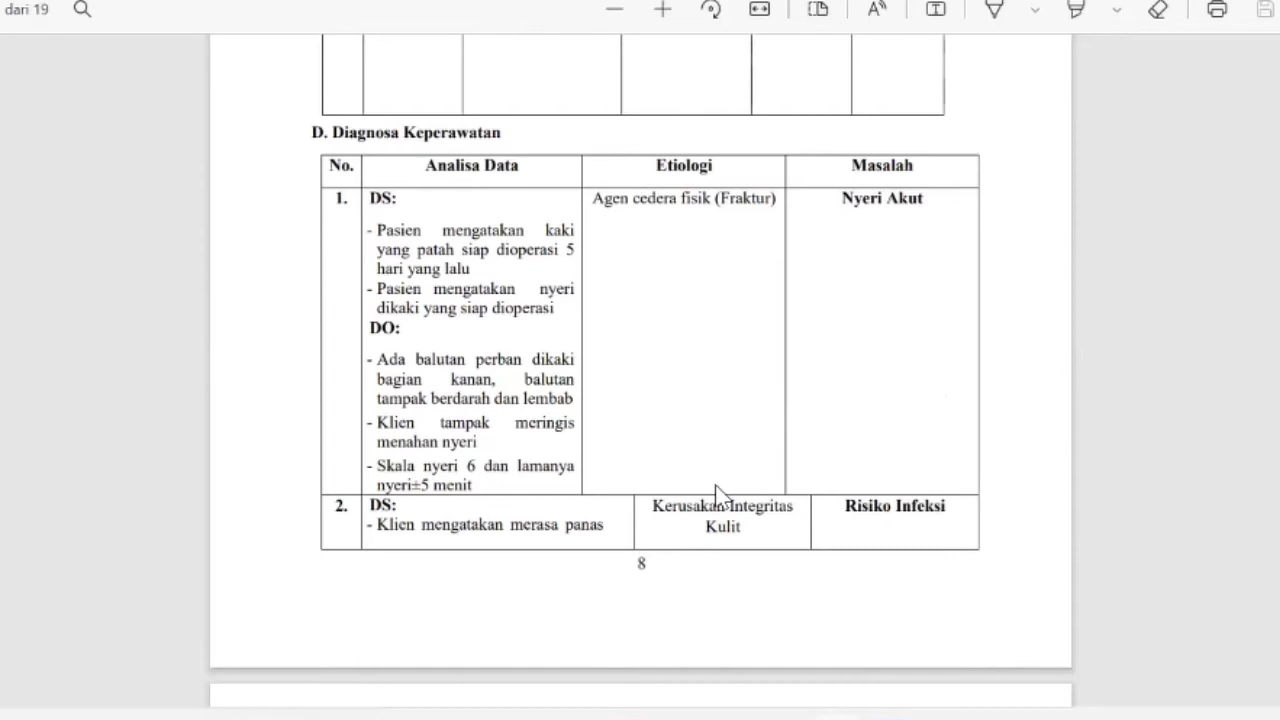 dari 19
D. Diagnosa Keperawatan
No. Analisa Data Etiologi Masalah
1. DS: Agen cedera fisik (Fraktur) Nyeri Akut
- Pasien mengatakan kaki
yang patah siap dioperasi 5
hari yang lalu
- Pasien mengatakan nyeri
dikaki yang siap dioperasi
DO:
- Ada balutan perban dikaki
bagian kanan, balutan
tampak berdarah dan lembab
- Klien tampak meringis
menahan nyeri
- Skala nyeri 6 dan lamanya
nyeri±5 menit
2. DS: Kerusakan Integritas Risiko Infeksi
- Klien mengatakan merasa panas Kulit
8